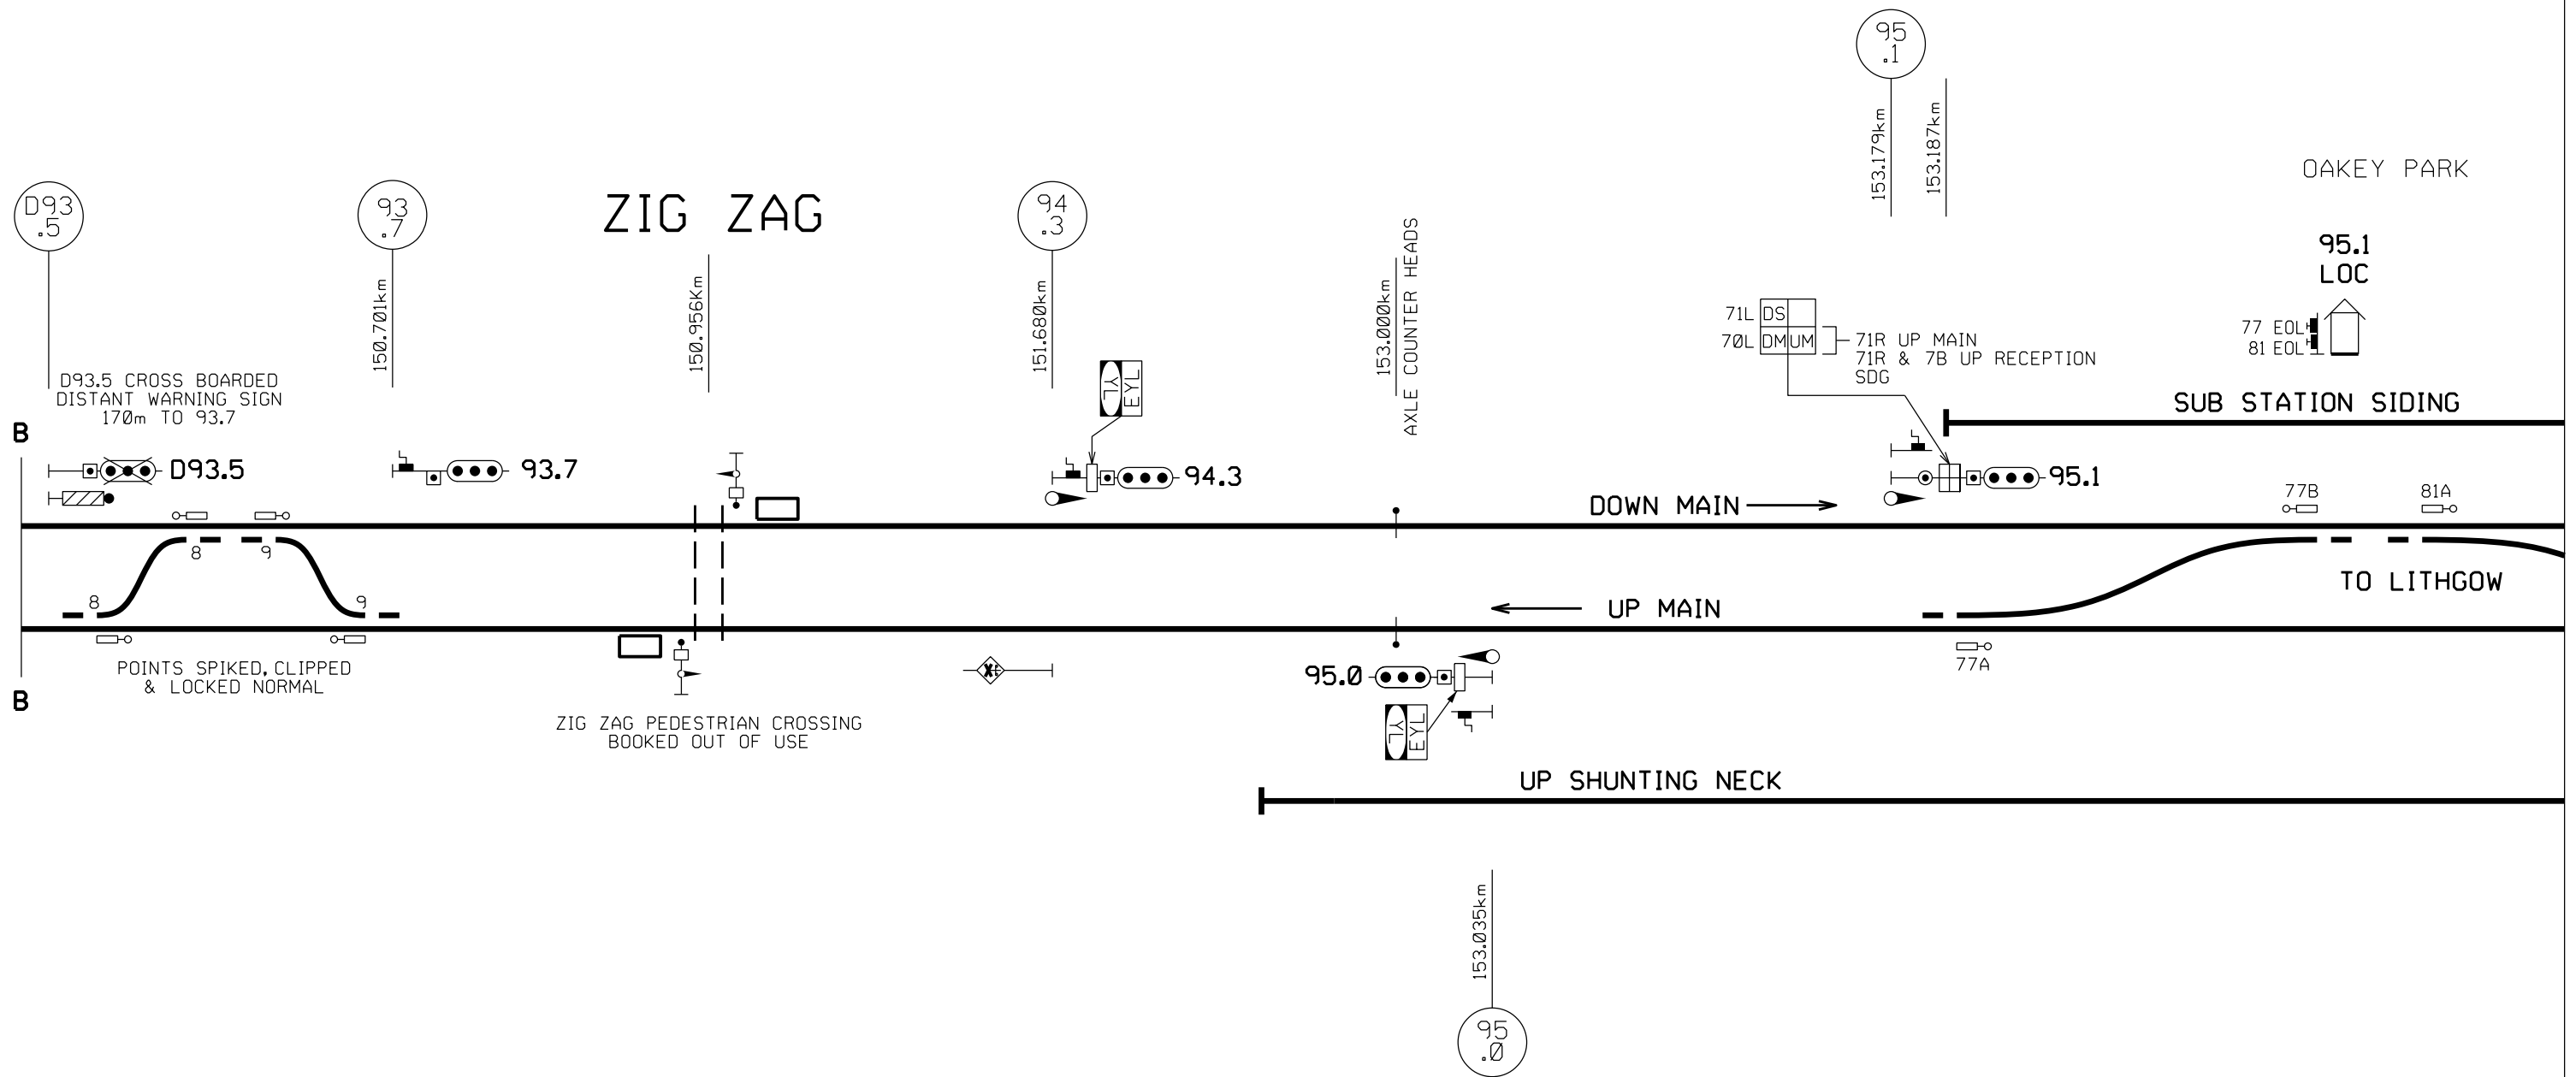 95
.1
153.179km
153.187km
OAKEY PARK
D93
.5
93
.7
ZIG ZAG
94
.3
150.701km
150.956Km
151.680km
153.000km
AXLE COUNTER HEADS
95.1
LOC
77 EOL
81 EOL
71L DS
70L DM UM
71R UP MAIN
71R & 7B UP RECEPTION
SDG
YL
EYL
D93.5 CROSS BOARDED
DISTANT WARNING SIGN
170m TO 93.7
SUB STATION SIDING
B
D93.5
93.7
94.3
95.1
DOWN MAIN
77B
81A
8
9
8
9
TO LITHGOW
UP MAIN
POINTS SPIKED, CLIPPED
& LOCKED NORMAL
77A
B
95.0
YL
EYL
ZIG ZAG PEDESTRIAN CROSSING
BOOKED OUT OF USE
UP SHUNTING NECK
153.035km
95
.0